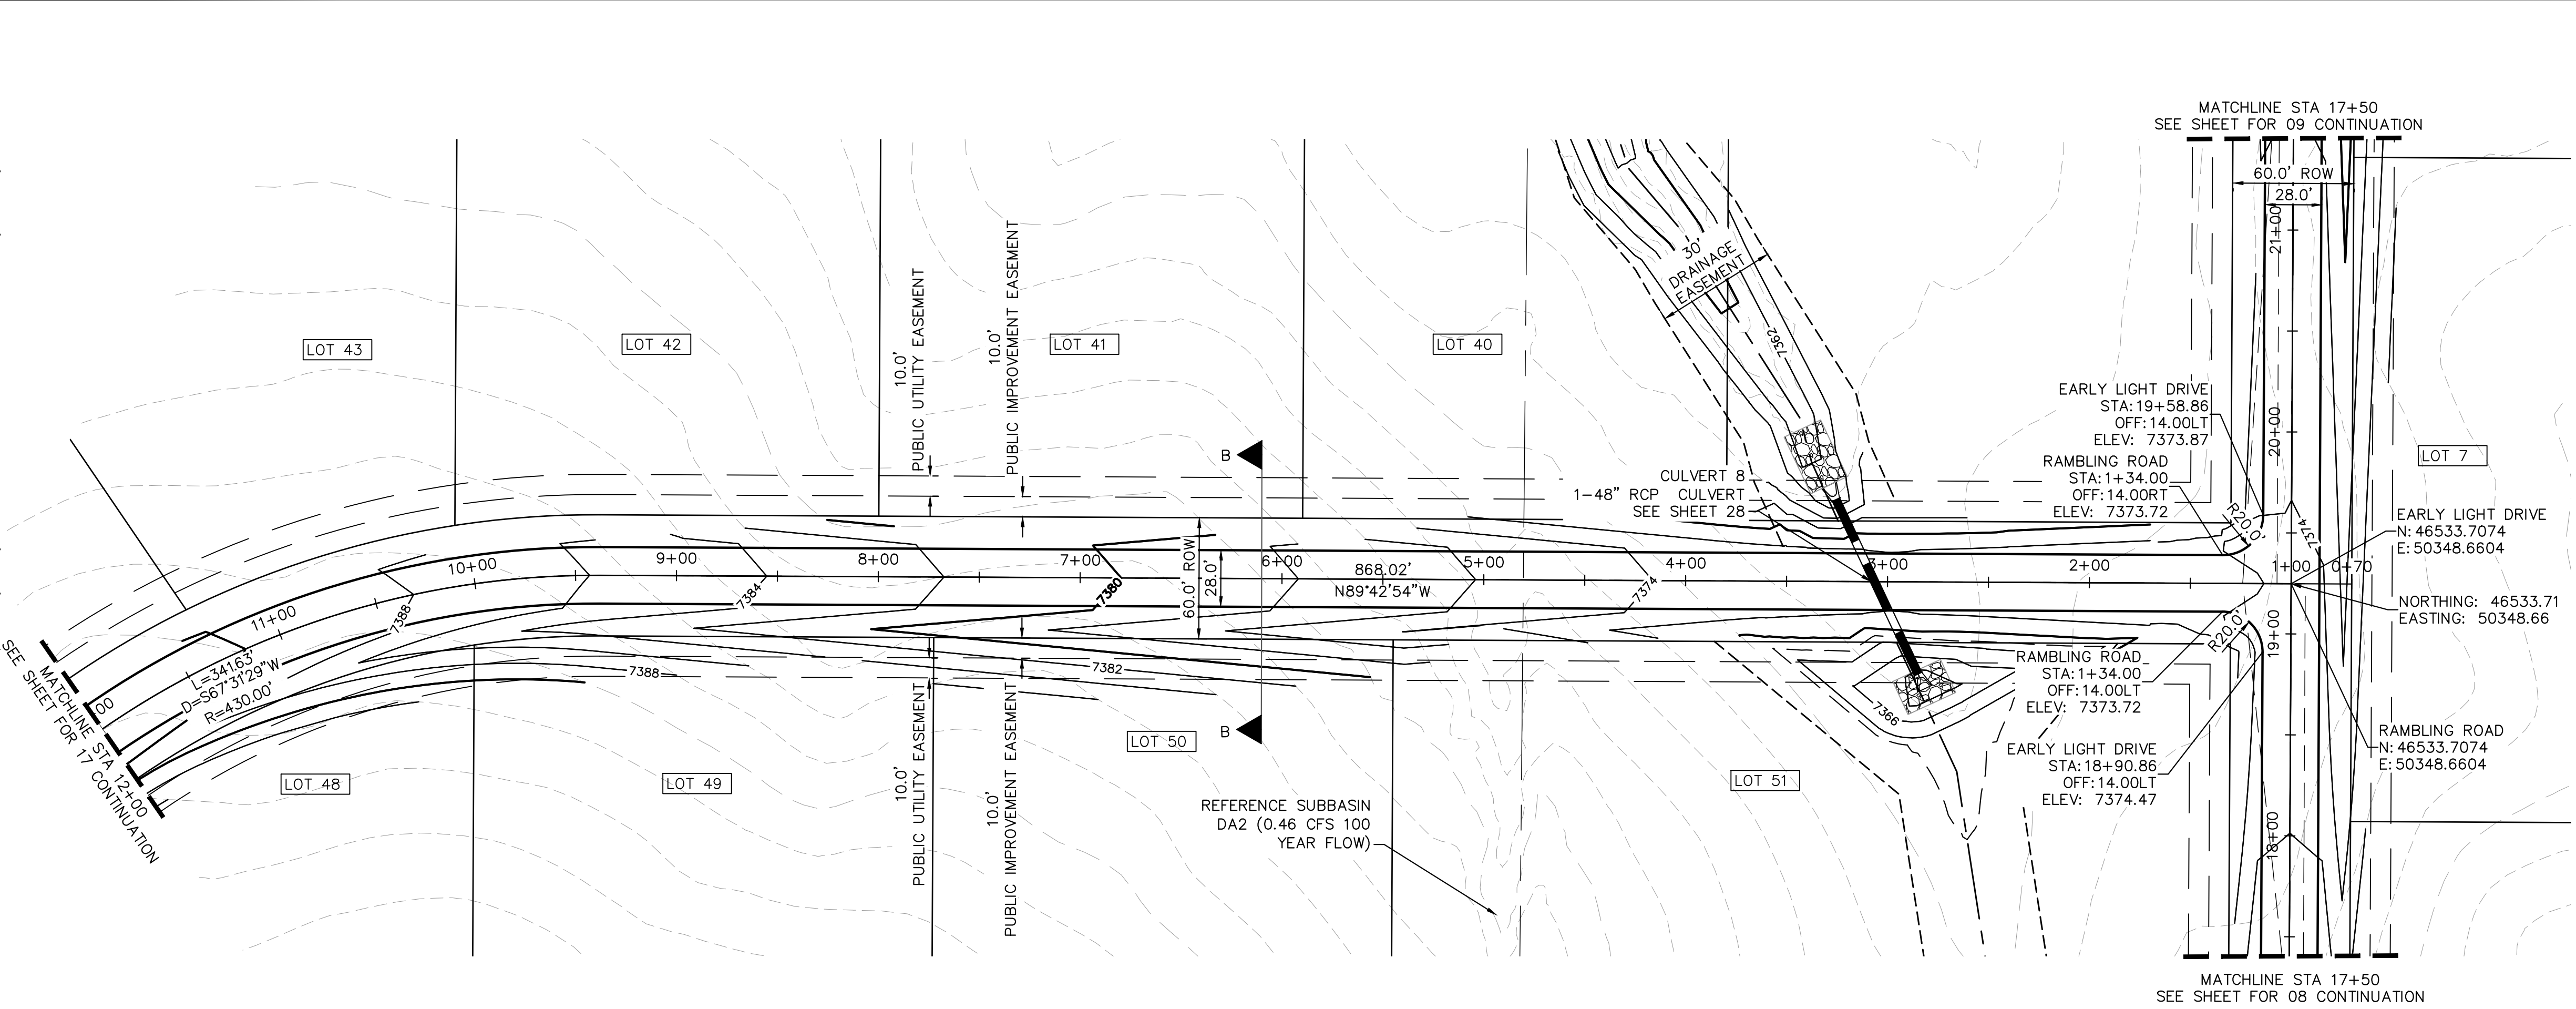 MATCHLINE STA 17+50
SEE SHEET FOR 09 CONTINUATION
60.0' ROW
28.0'
21+00
20+00
19+00
18+00
30'
DRAINAGE
EASEMENT
7362
LOT 43
LOT 42
LOT 41
LOT 40
10.0'
PUBLIC UTILITY EASEMENT
10.0'
PUBLIC IMPROVEMENT EASEMENT
B
CULVERT 8
1-48" RCP CULVERT
SEE SHEET 28
EARLY LIGHT DRIVE
STA:19+58.86
OFF:14.00LT
ELEV: 7373.87
RAMBLING ROAD
STA:1+34.00
OFF:14.00RT
ELEV: 7373.72
R20.0'
7374
LOT 7
EARLY LIGHT DRIVE
N: 46533.7074
E: 50348.6604
NORTHING: 46533.71
EASTING: 50348.66
11+00
10+00
9+00
8+00
7+00
6+00
5+00
4+00
3+00
2+00
1+00
0+70
868.02'
N89°42'54"W
60.0' ROW
28.0'
7388
7384
7380
7374
L=341.63'
D=S67°31'29"W
R=430.00'
00
MATCHLINE STA 12+00
SEE SHEET FOR 17 CONTINUATION
7388
7382
7366
R20.0'
RAMBLING ROAD
STA:1+34.00
OFF:14.00LT
ELEV: 7373.72
EARLY LIGHT DRIVE
STA:18+90.86
OFF:14.00LT
ELEV: 7374.47
RAMBLING ROAD
N: 46533.7074
E: 50348.6604
LOT 48
LOT 49
LOT 50
LOT 51
B
10.0'
PUBLIC UTILITY EASEMENT
10.0'
PUBLIC IMPROVEMENT EASEMENT
REFERENCE SUBBASIN
DA2 (0.46 CFS 100
YEAR FLOW)
MATCHLINE STA 17+50
SEE SHEET FOR 08 CONTINUATION